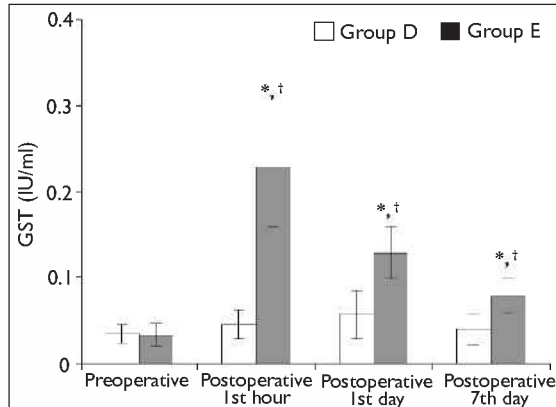 0.4
Group D
Group E
*,†
0.3
GST (IU/ml)
0.2
*,†
*,†
0.1
0
Preoperative
Postoperative
1st hour
Postoperative
1st day
Postoperative
7th day